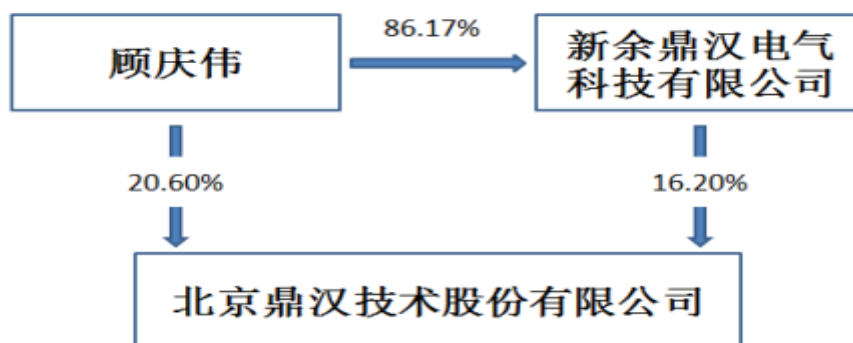 86.17%
顾庆伟
新余鼎汉电气
科技有限公司
20.60%
16.20%
北京鼎汉技术股份有限公司